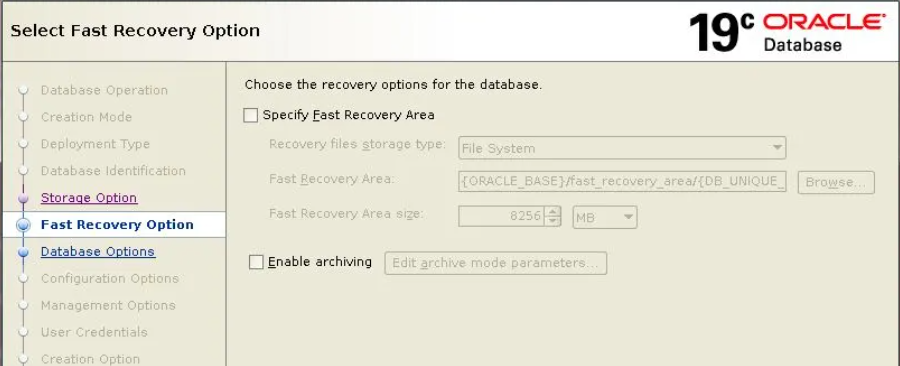 Select Fast Recovery Option
19c ORACLE
Database
Database Operation
Creation Mode
Deployment Type
Database Identification
Storage Option
Fast Recovery Option
Database Options
Configuration Options
Management Options
User Credentials
Creation Option
Choose the recovery options for the database.
Specify Fast Recovery Area
Recovery files storage type: File System
Fast Recovery Area: {ORACLE_BASE}/fast_recovery_area/{DB_UNIQUE_ Browse...
Fast Recovery Area size: 8256 MB
Enable archiving Edit archive mode parameters...